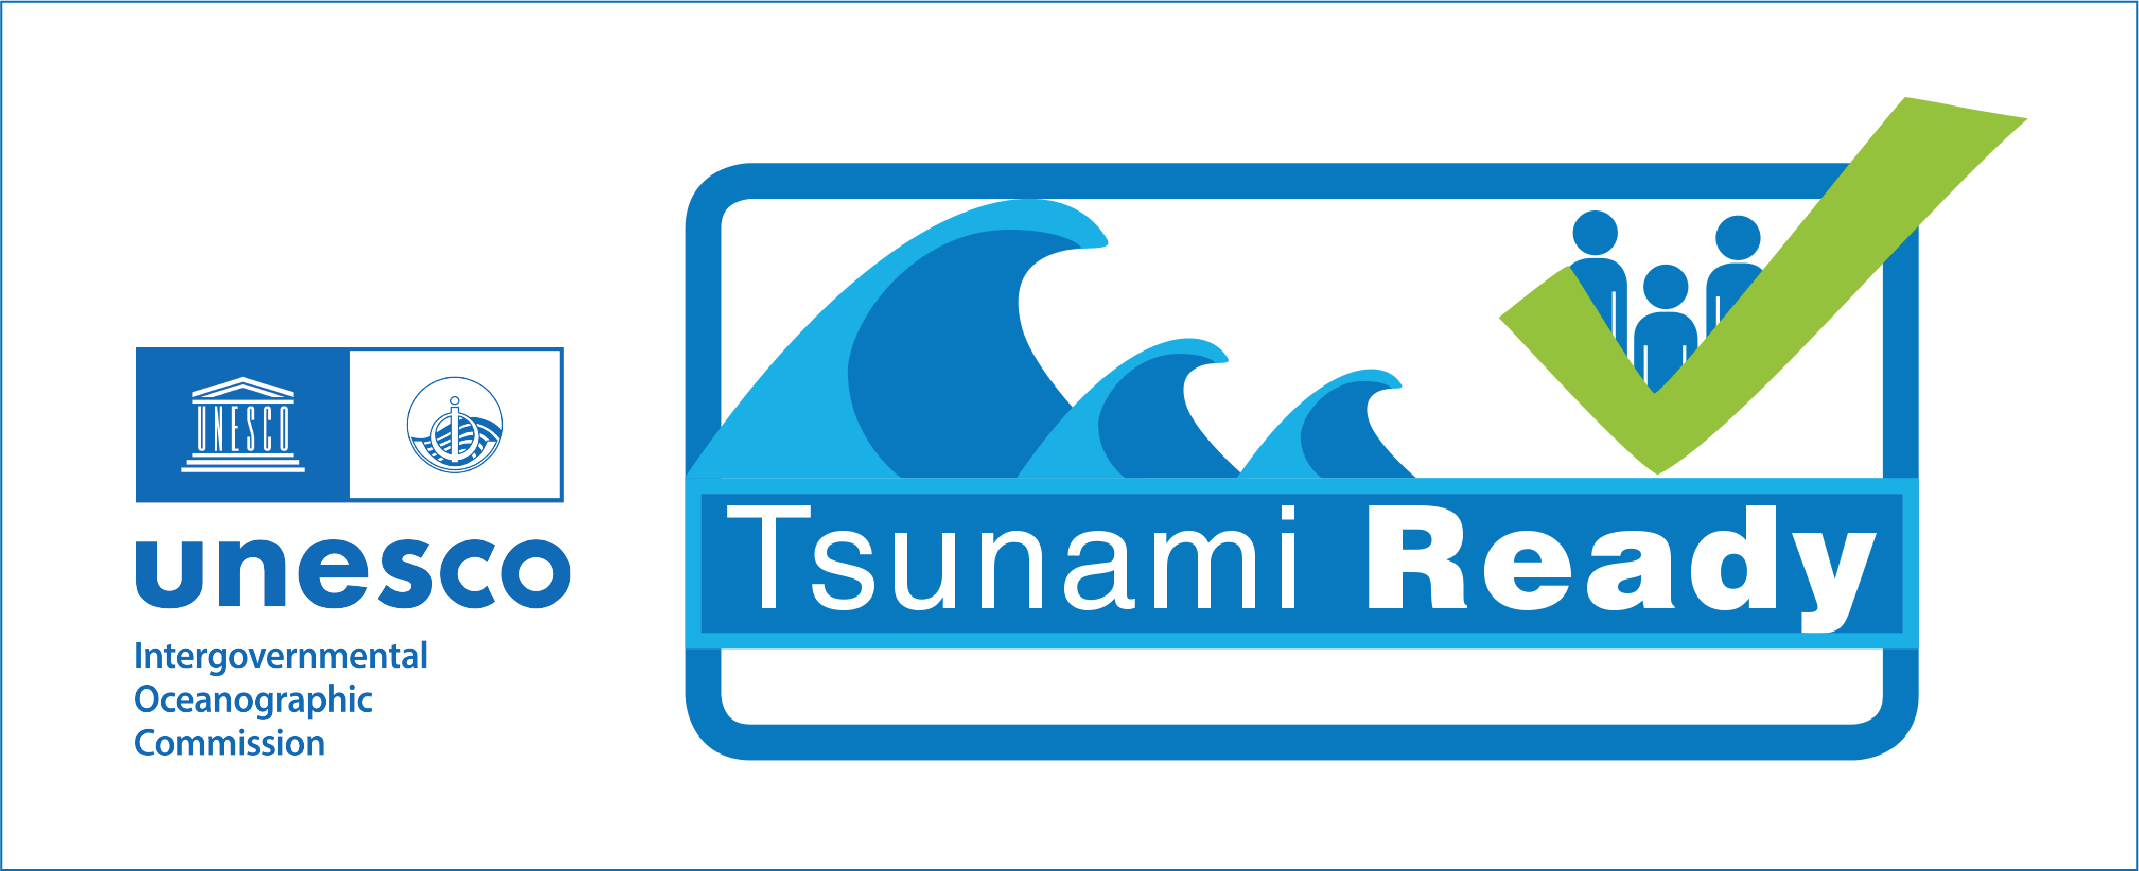 UNESCO
unesco
Intergovernmental
Oceanographic
Commission
Tsunami Ready